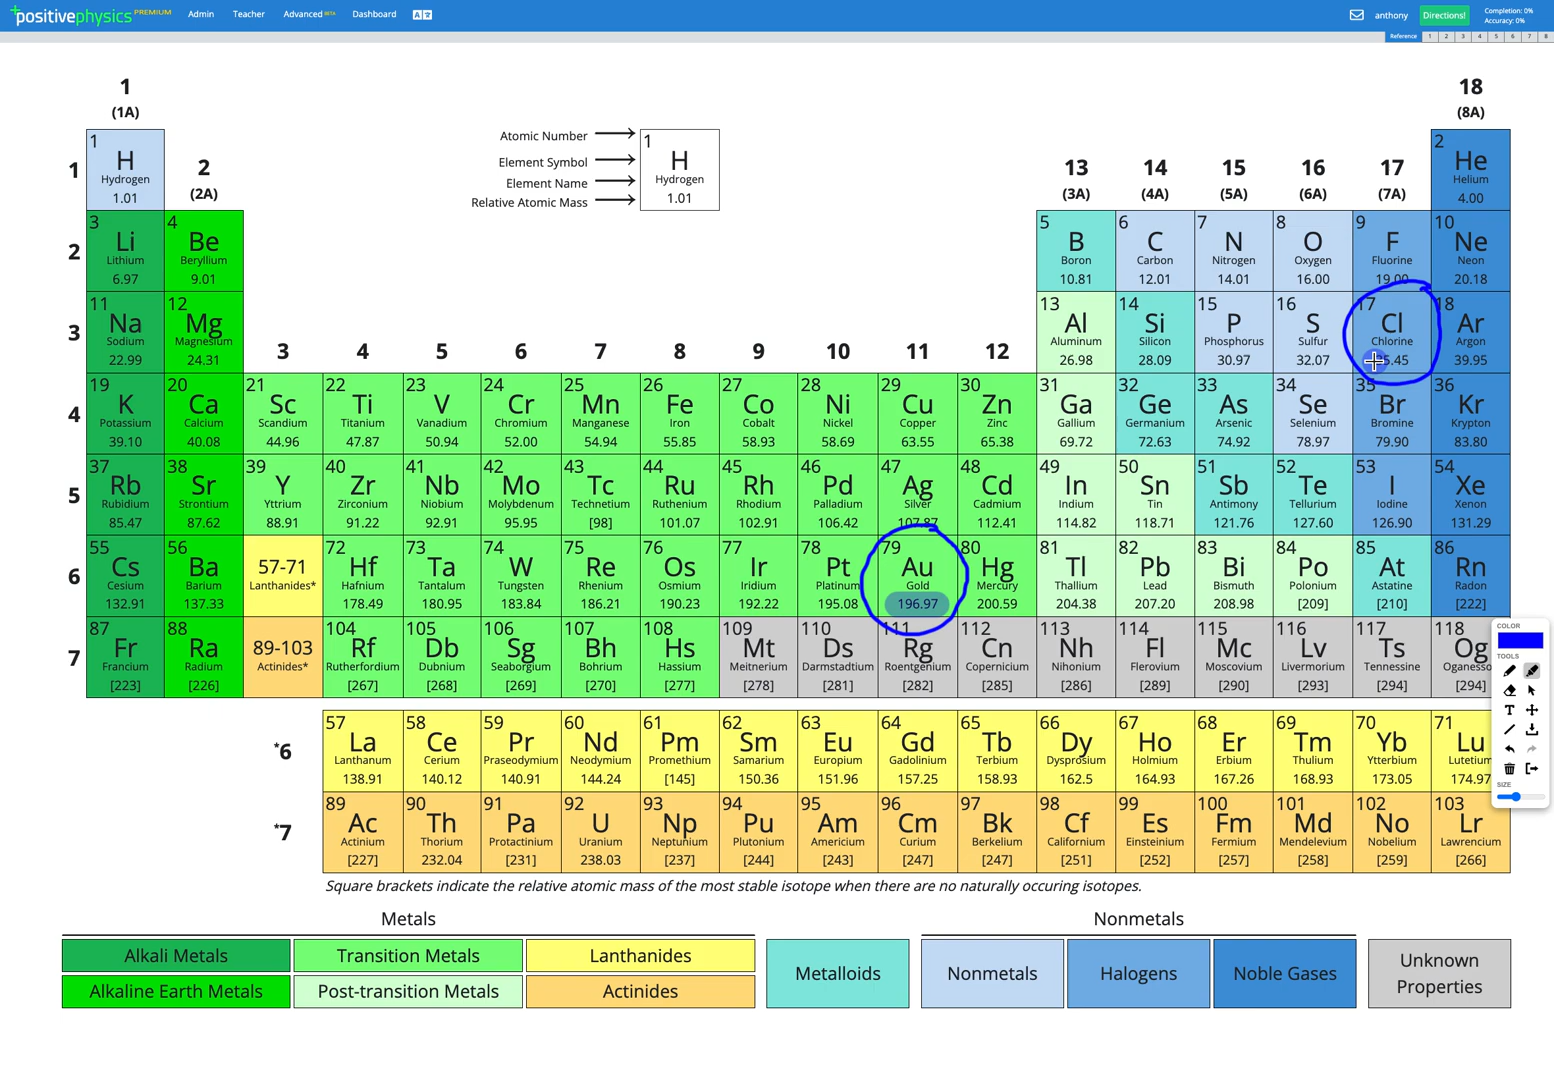 positivephysics PREMIUM Admin Teacher Advanced BETA Dashboard anthony Directions! Completion: 0%
Accuracy: 0%
Reference 1 2 3 4 5 6 7 8
1 18
(1A) (8A)
1 Atomic Number 1 2
H 2 Element Symbol H 13 14 15 16 17 He
1 Hydrogen (2A) Element Name Hydrogen (3A) (4A) (5A) (6A) (7A) Helium
1.01 Relative Atomic Mass 1.01 4.00
3 4 5 6 7 8 9 10
2 Li Be B C N O F Ne
Lithium Beryllium Boron Carbon Nitrogen Oxygen Fluorine Neon
6.97 9.01 10.81 12.01 14.01 16.00 19.00 20.18
11 12 13 14 15 16 17 18
3 Na Mg Al Si P S Cl Ar
Sodium Magnesium Aluminum Silicon Phosphorus Sulfur Chlorine Argon
22.99 24.31 3 4 5 6 7 8 9 10 11 12 26.98 28.09 30.97 32.07 5.45 39.95
19 20 21 22 23 24 25 26 27 28 29 30 31 32 33 34 35 36
4 K Ca Sc Ti V Cr Mn Fe Co Ni Cu Zn Ga Ge As Se Br Kr
Potassium Calcium Scandium Titanium Vanadium Chromium Manganese Iron Cobalt Nickel Copper Zinc Gallium Germanium Arsenic Selenium Bromine Krypton
39.10 40.08 44.96 47.87 50.94 52.00 54.94 55.85 58.93 58.69 63.55 65.38 69.72 72.63 74.92 78.97 79.90 83.80
37 38 39 40 41 42 43 44 45 46 47 48 49 50 51 52 53 54
5 Rb Sr Y Zr Nb Mo Tc Ru Rh Pd Ag Cd In Sn Sb Te I Xe
Rubidium Strontium Yttrium Zirconium Niobium Molybdenum Technetium Ruthenium Rhodium Palladium Silver Cadmium Indium Tin Antimony Tellurium Iodine Xenon
85.47 87.62 88.91 91.22 92.91 95.95 [98] 101.07 102.91 106.42 107.87 112.41 114.82 118.71 121.76 127.60 126.90 131.29
55 56 57-71 72 73 74 75 76 77 78 79 80 81 82 83 84 85 86
6 Cs Ba Lanthanides* Hf Ta W Re Os Ir Pt Au Hg Tl Pb Bi Po At Rn
Cesium Barium Hafnium Tantalum Tungsten Rhenium Osmium Iridium Platinum Gold Mercury Thallium Lead Bismuth Polonium Astatine Radon
132.91 137.33 178.49 180.95 183.84 186.21 190.23 192.22 195.08 196.97 200.59 204.38 207.20 208.98 [209] [210] [222]
87 88 89-103 104 105 106 107 108 109 110 111 112 113 114 115 116 117 118
7 Fr Ra Actinides* Rf Db Sg Bh Hs Mt Ds Rg Cn Nh Fl Mc Lv Ts Og
Francium Radium Rutherfordium Dubnium Seaborgium Bohrium Hassium Meitnerium Darmstadtium Roentgenium Copernicium Nihonium Flerovium Moscovium Livermorium Tennessine Oganesso
[223] [226] [267] [268] [269] [270] [277] [278] [281] [282] [285] [286] [289] [290] [293] [294] [294]
57 58 59 60 61 62 63 64 65 66 67 68 69 70 71
*6 La Ce Pr Nd Pm Sm Eu Gd Tb Dy Ho Er Tm Yb Lu
Lanthanum Cerium Praseodymium Neodymium Promethium Samarium Europium Gadolinium Terbium Dysprosium Holmium Erbium Thulium Ytterbium Lutetium
138.91 140.12 140.91 144.24 [145] 150.36 151.96 157.25 158.93 162.5 164.93 167.26 168.93 173.05 174.97
89 90 91 92 93 94 95 96 97 98 99 100 101 102 103
*7 Ac Th Pa U Np Pu Am Cm Bk Cf Es Fm Md No Lr
Actinium Thorium Protactinium Uranium Neptunium Plutonium Americium Curium Berkelium Californium Einsteinium Fermium Mendelevium Nobelium Lawrencium
[227] 232.04 [231] 238.03 [237] [244] [243] [247] [247] [251] [252] [257] [258] [259] [266]
Square brackets indicate the relative atomic mass of the most stable isotope when there are no naturally occuring isotopes.
Metals Nonmetals
Alkali Metals Transition Metals Lanthanides Metalloids Nonmetals Halogens Noble Gases Unknown Properties
Alkaline Earth Metals Post-transition Metals Actinides
COLOR
TOOLS
T
SIZE